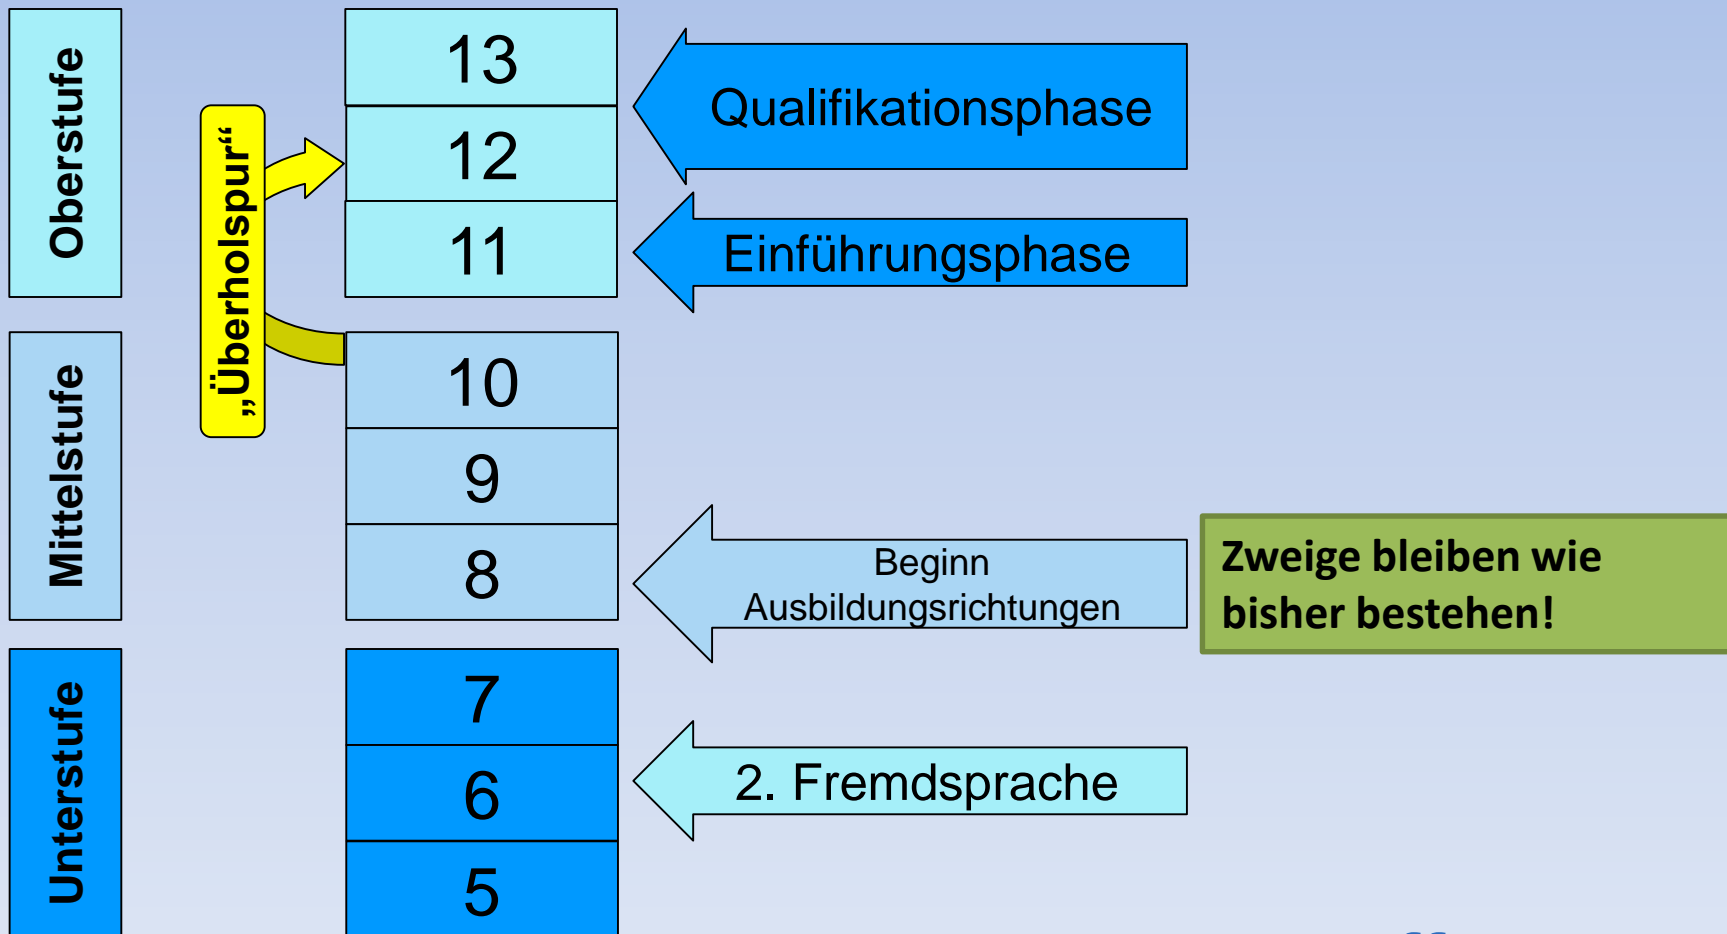 Oberstufe
„Überholspur“
13
12
11
Qualifikationsphase
Einführungsphase
Mittelstufe
10
9
8
Beginn
Ausbildungsrichtungen
Zweige bleiben wie
bisher bestehen!
Unterstufe
7
6
5
2. Fremdsprache